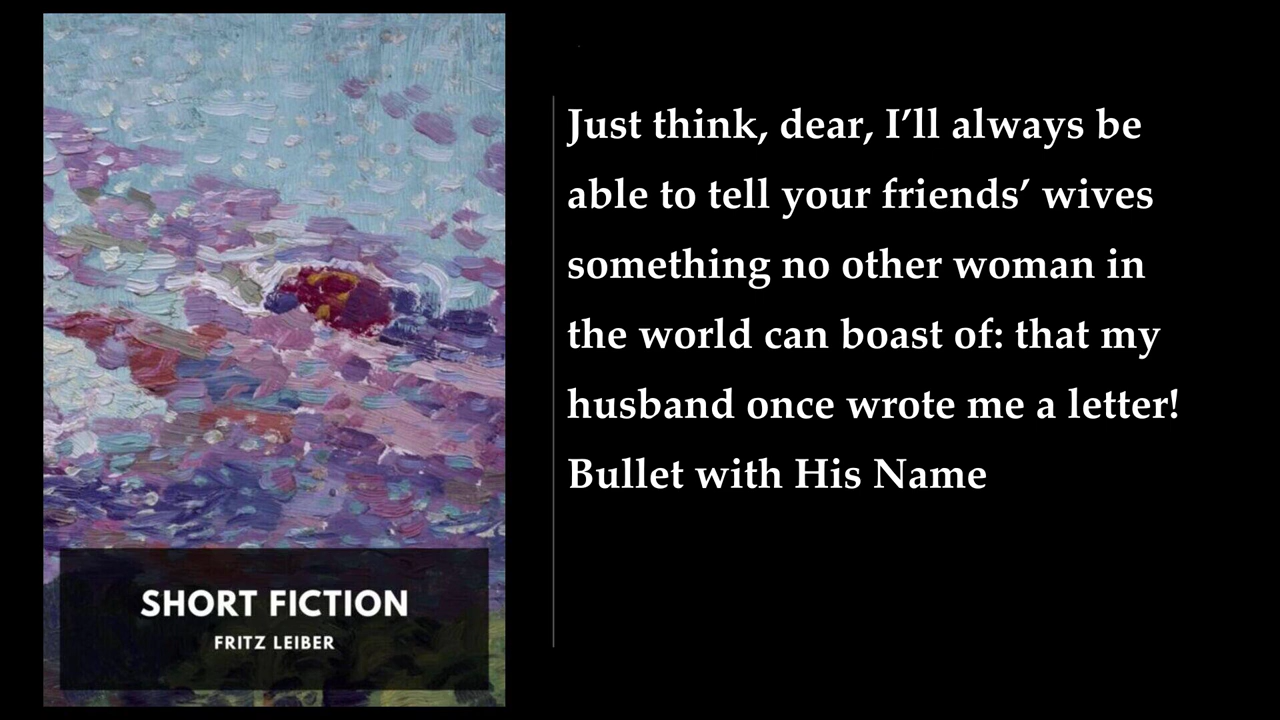 Just think, dear, I’ll always be
able to tell your friends’ wives
something no other woman in
the world can boast of: that my
husband once wrote me a letter!
Bullet with His Name
SHORT FICTION
FRITZ LEIBER